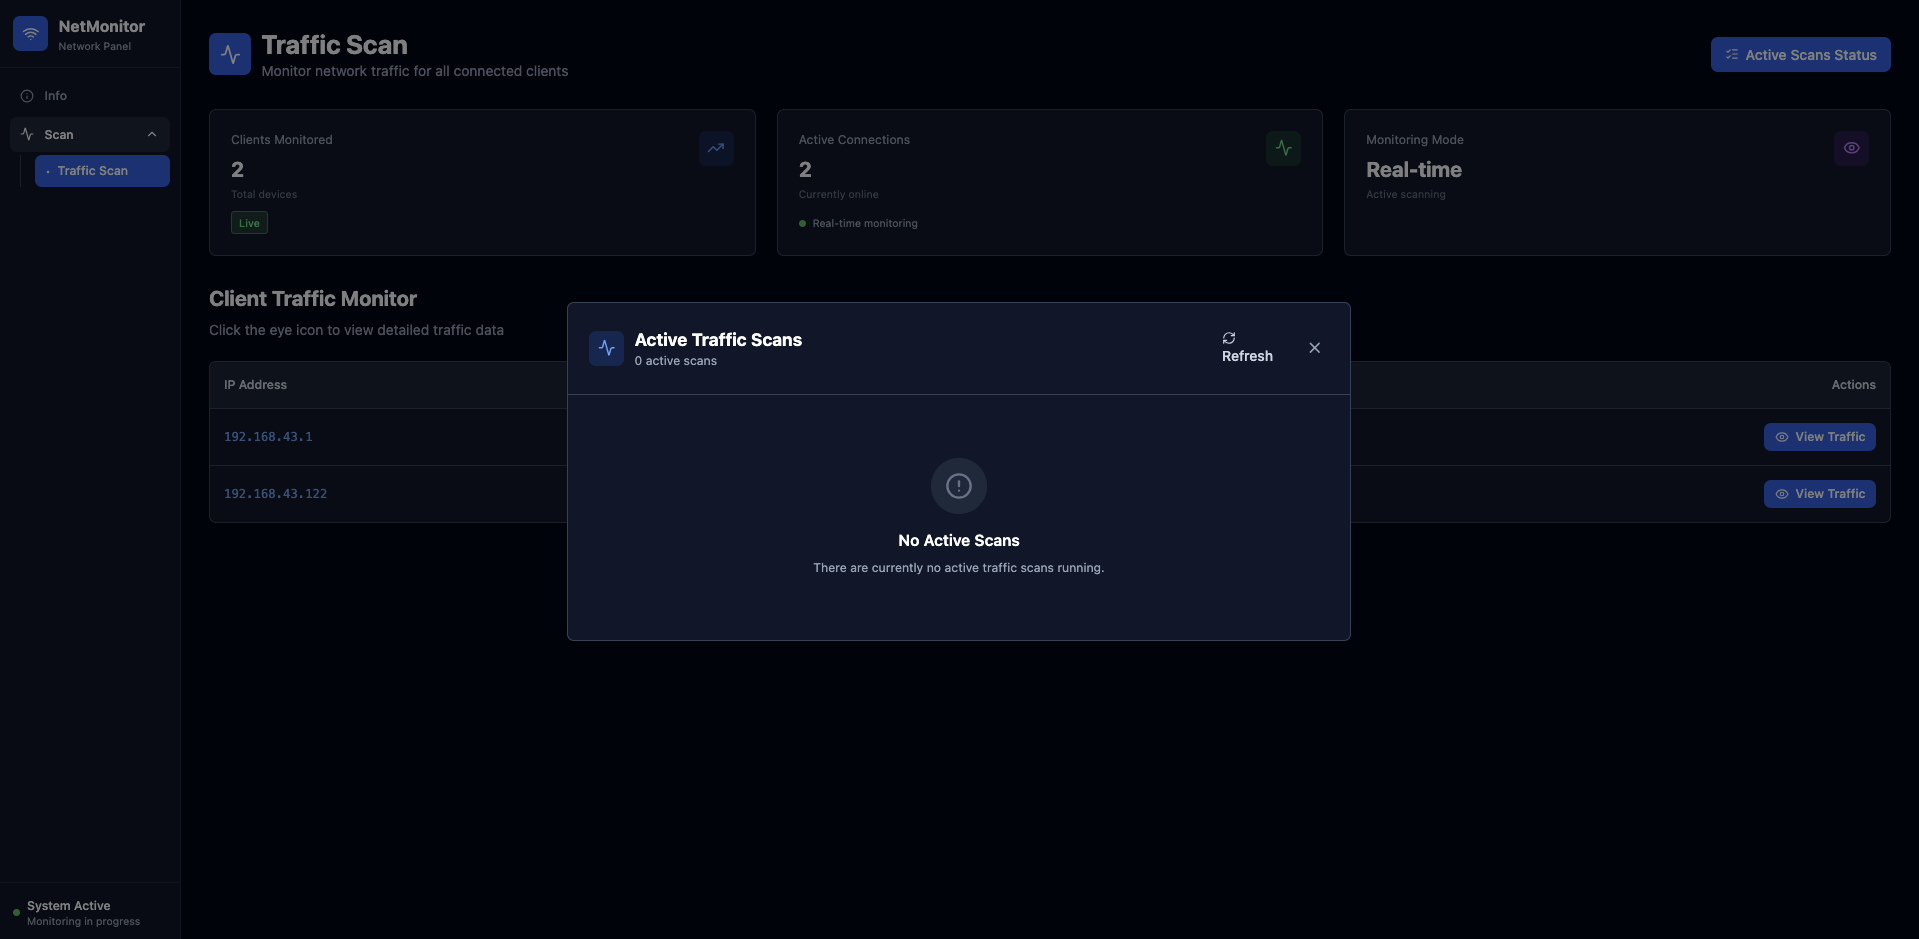 NetMonitor
Network Panel
Info
Scan
Traffic Scan
System Active
Monitoring in progress
Traffic Scan
Monitor network traffic for all connected clients
Active Scans Status
Clients Monitored
2
Total devices
Live
Active Connections
2
Currently online
Real-time monitoring
Monitoring Mode
Real-time
Active scanning
Client Traffic Monitor
Click the eye icon to view detailed traffic data
IP Address
Actions
192.168.43.1
View Traffic
192.168.43.122
View Traffic
Active Traffic Scans
0 active scans
Refresh
No Active Scans
There are currently no active traffic scans running.